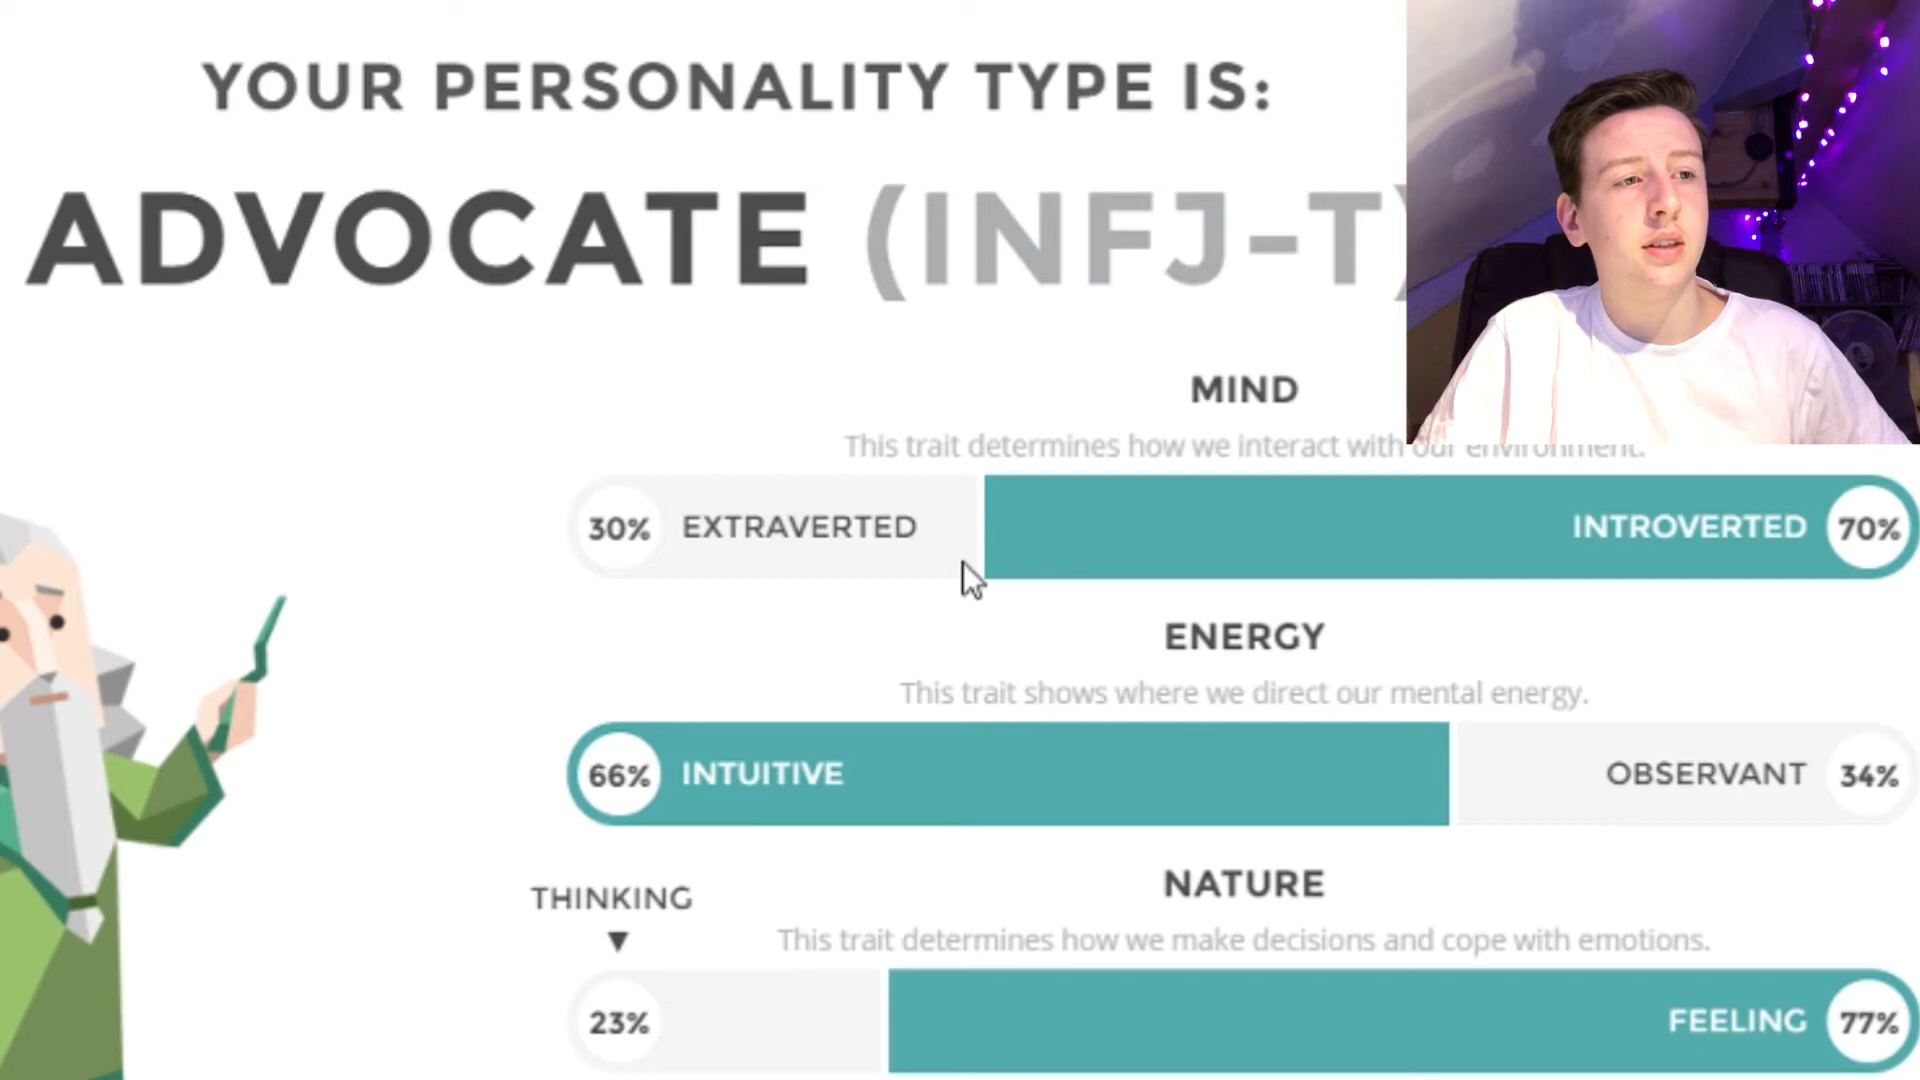 YOUR PERSONALITY TYPE IS:
ADVOCATE (INFJ-T)
MIND
This trait determines how we interact with our environment.
30% EXTRAVERTED INTROVERTED 70%
ENERGY
This trait shows where we direct our mental energy.
66% INTUITIVE OBSERVANT 34%
THINKING
NATURE
This trait determines how we make decisions and cope with emotions.
23% FEELING 77%